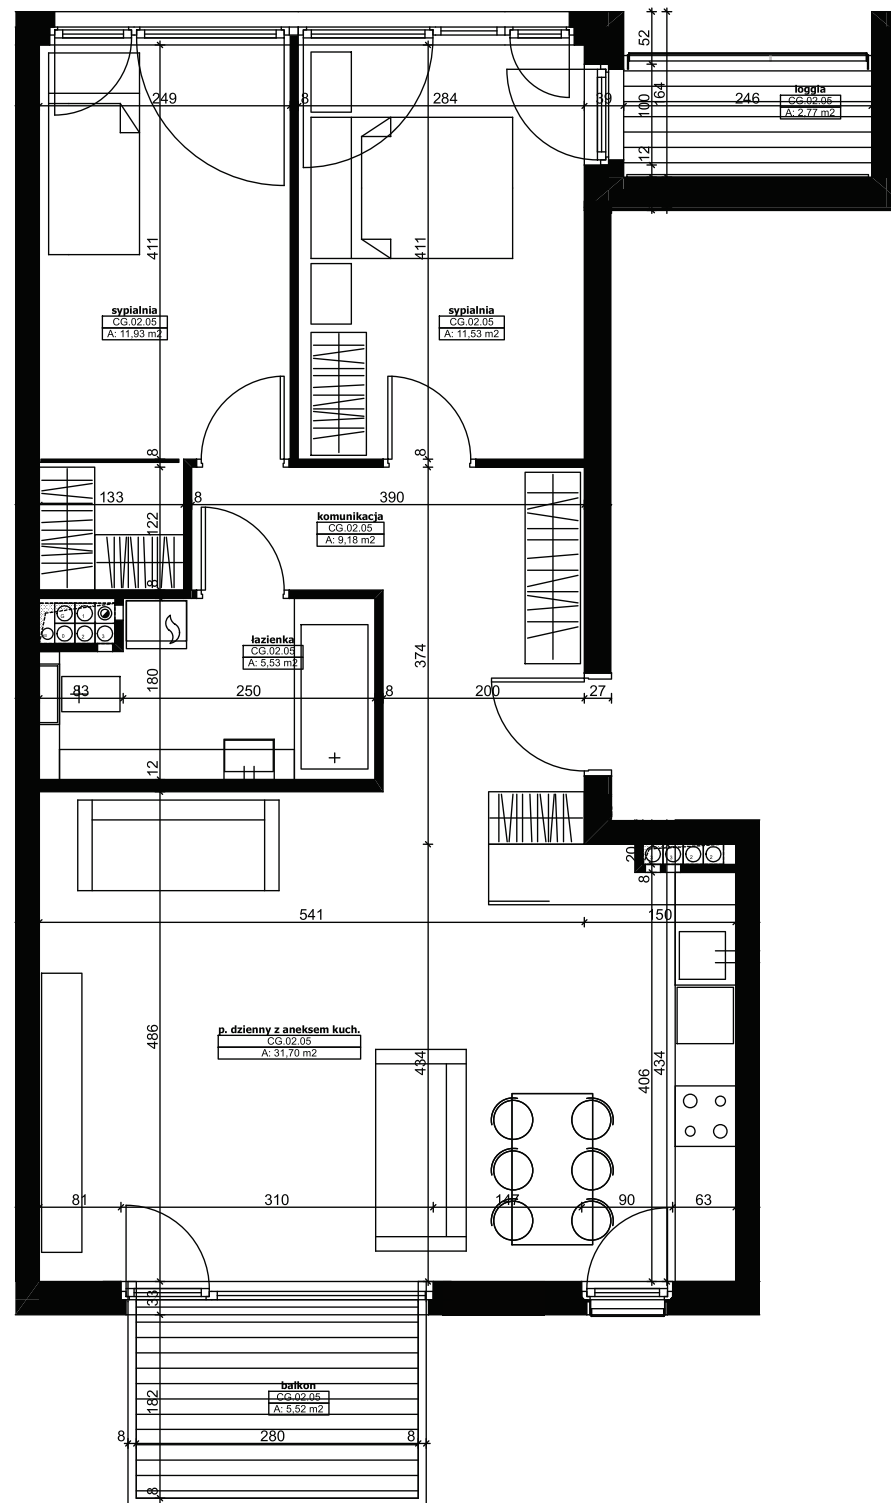 52
164
loggia
CG.02.05
A: 2,77 m2
249
8
284
39
100
246
12
411
411
sypialnia
CG.02.05
A: 11,93 m2
sypialnia
CG.02.05
A: 11,53 m2
8
8
133
8
390
122
komunikacja
CG.02.05
A: 9,18 m2
8
łazienka
CG.02.05
A: 5,53 m2
374
180
83
250
8
200
27
12
20
8
541
150
486
p. dzienny z aneksem kuch.
CG.02.05
A: 31,70 m2
434
406
434
81
310
147
90
63
33
balkon
CG.02.05
A: 5,52 m2
182
8
280
8
8